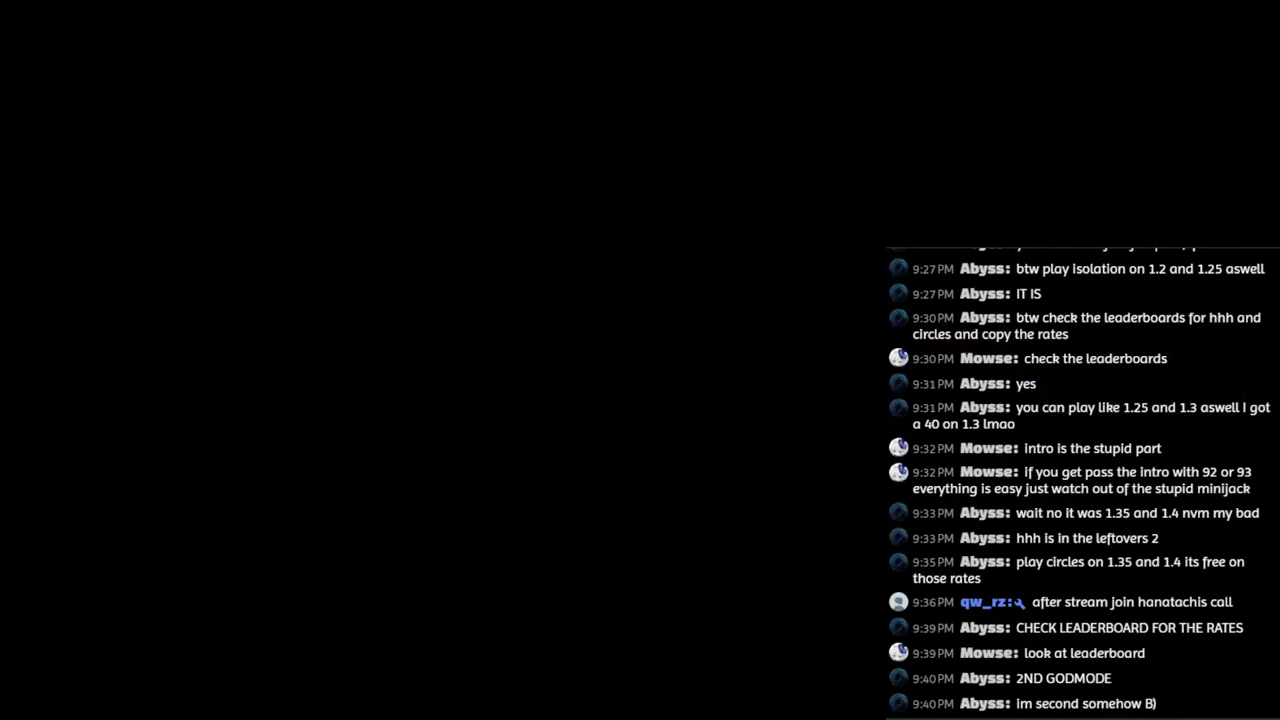 9:27 PM Abyss: btw play isolation on 1.2 and 1.25 aswell
9:27 PM Abyss: IT IS
9:30 PM Abyss: btw check the leaderboards for hhh and
circles and copy the rates
9:30 PM Mowse: check the leaderboards
9:31 PM Abyss: yes
9:31 PM Abyss: you can play like 1.25 and 1.3 aswell I got
a 40 on 1.3 lmao
9:32 PM Mowse: intro is the stupid part
9:32 PM Mowse: if you get pass the intro with 92 or 93
everything is easy just watch out of the stupid minijack
9:33 PM Abyss: wait no it was 1.35 and 1.4 nvm my bad
9:33 PM Abyss: hhh is in the leftovers 2
9:35 PM Abyss: play circles on 1.35 and 1.4 its free on
those rates
9:36 PM qw_rz: after stream join hanatachis call
9:39 PM Abyss: CHECK LEADERBOARD FOR THE RATES
9:39 PM Mowse: look at leaderboard
9:40 PM Abyss: 2ND GODMODE
9:40 PM Abyss: im second somehow B)